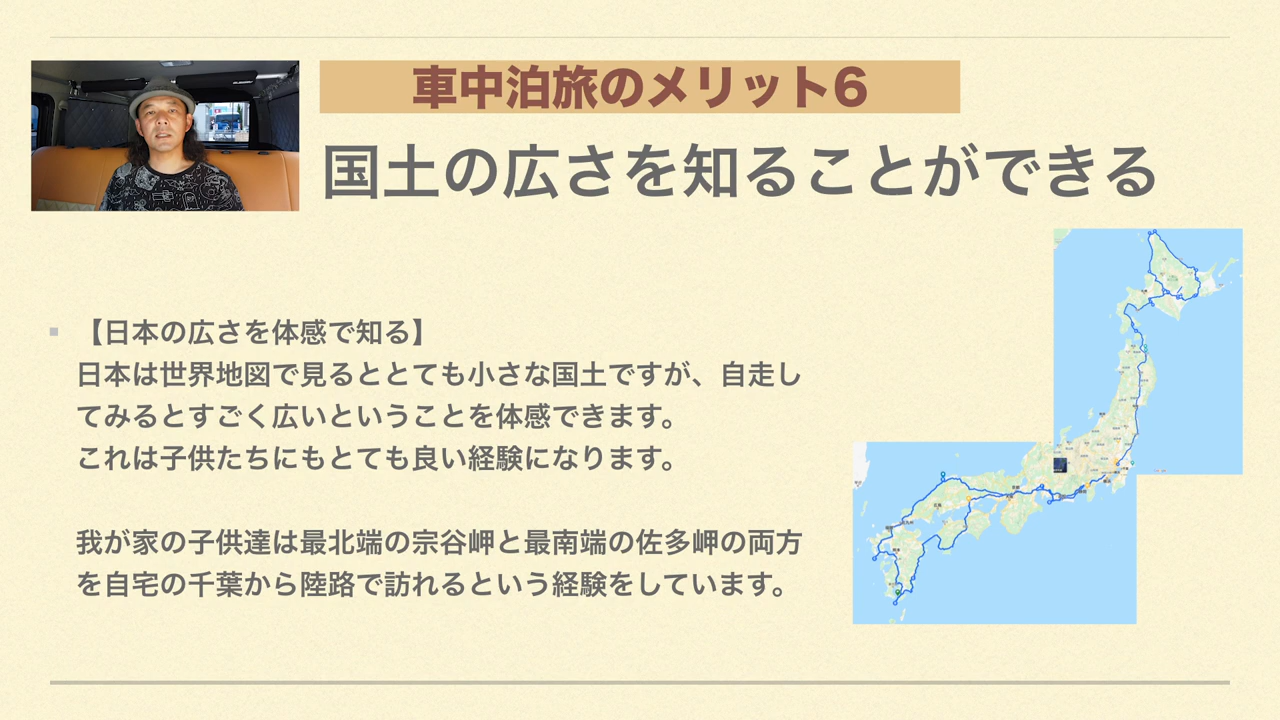 車中泊旅のメリット6
国土の広さを知ることができる
【日本の広さを体感で知る】
日本は世界地図で見るととても小さな国土ですが、自走し
てみるとすごく広いということを体感できます。
これは子供たちにもとても良い経験になります。
我が家の子供達は最北端の宗谷岬と最南端の佐多岬の両方
を自宅の千葉から陸路で訪れるという経験をしています。